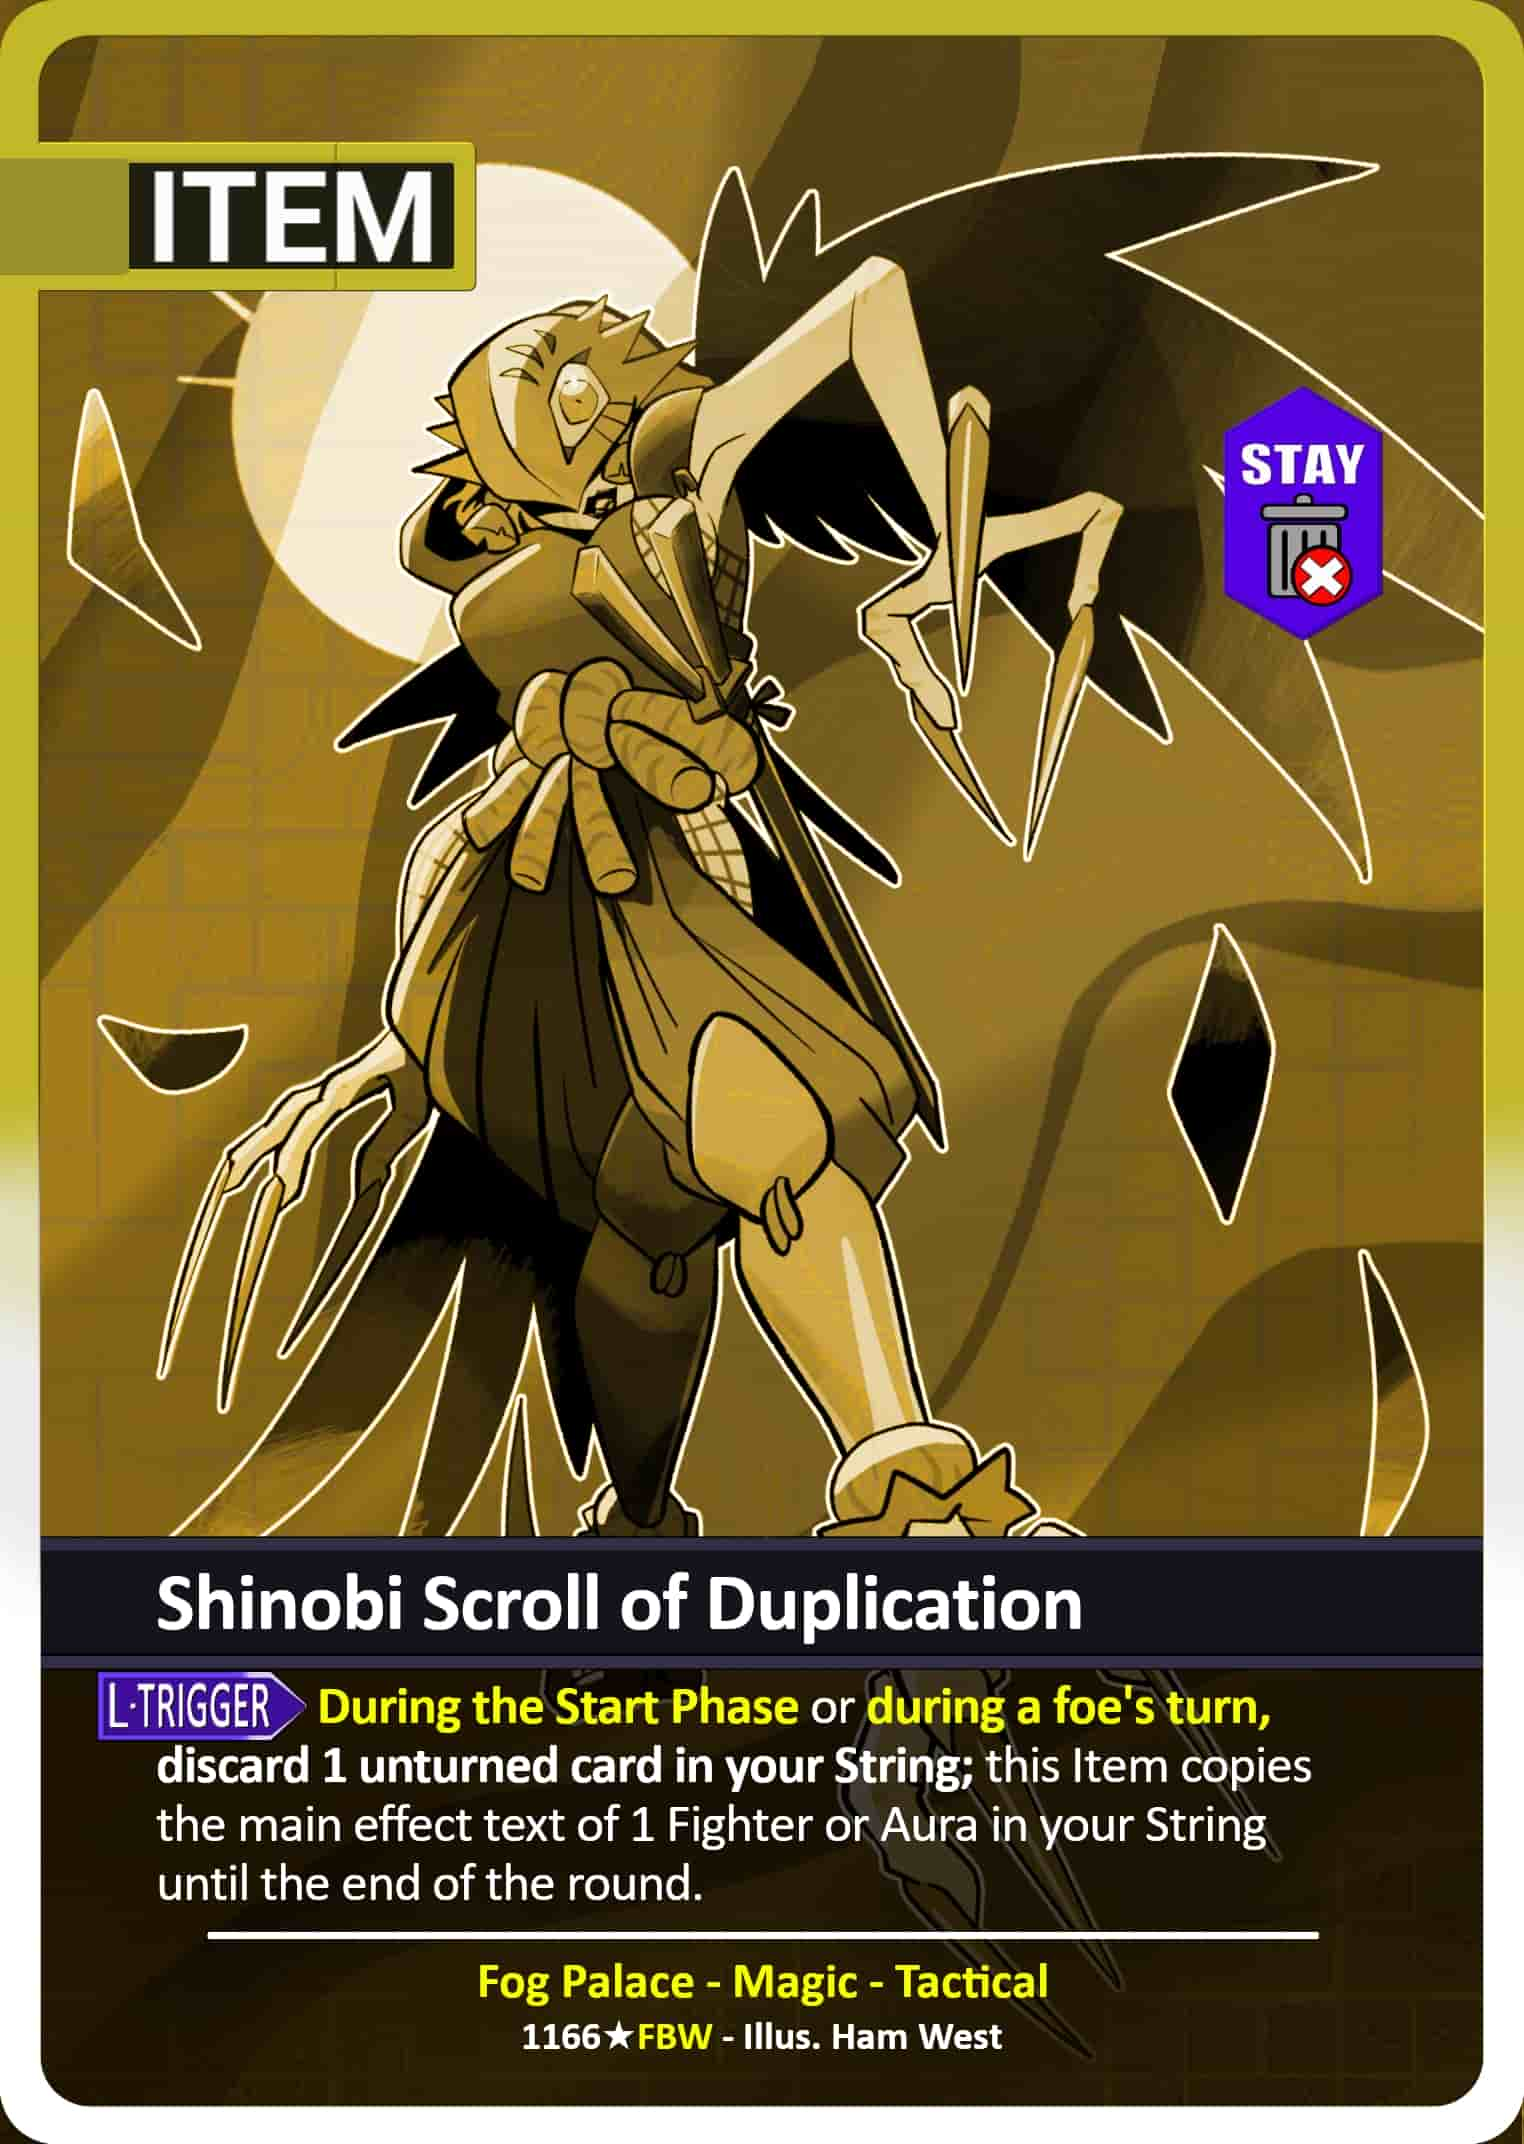 ITEM
STAY
Shinobi Scroll of Duplication
L·TRIGGER During the Start Phase or during a foe's turn,
discard 1 unturned card in your String; this Item copies
the main effect text of 1 Fighter or Aura in your String
until the end of the round.
Fog Palace - Magic - Tactical
1166★FBW - Illus. Ham West